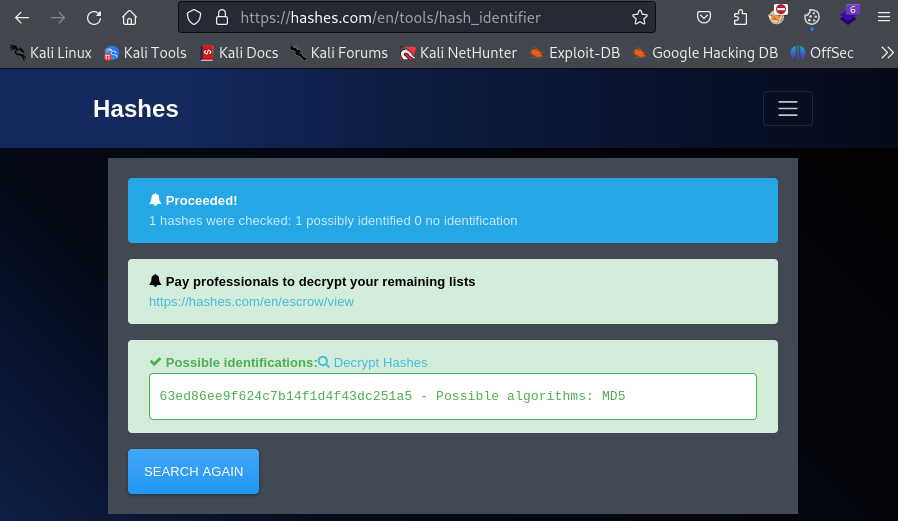 https://hashes.com/en/tools/hash_identifier
6
Kali Linux Kali Tools Kali Docs Kali Forums Kali NetHunter Exploit-DB Google Hacking DB OffSec
Hashes
Proceeded!
1 hashes were checked: 1 possibly identified 0 no identification
Pay professionals to decrypt your remaining lists
https://hashes.com/en/escrow/view
Possible identifications: Decrypt Hashes
63ed86ee9f624c7b14f1d4f43dc251a5 - Possible algorithms: MD5
SEARCH AGAIN